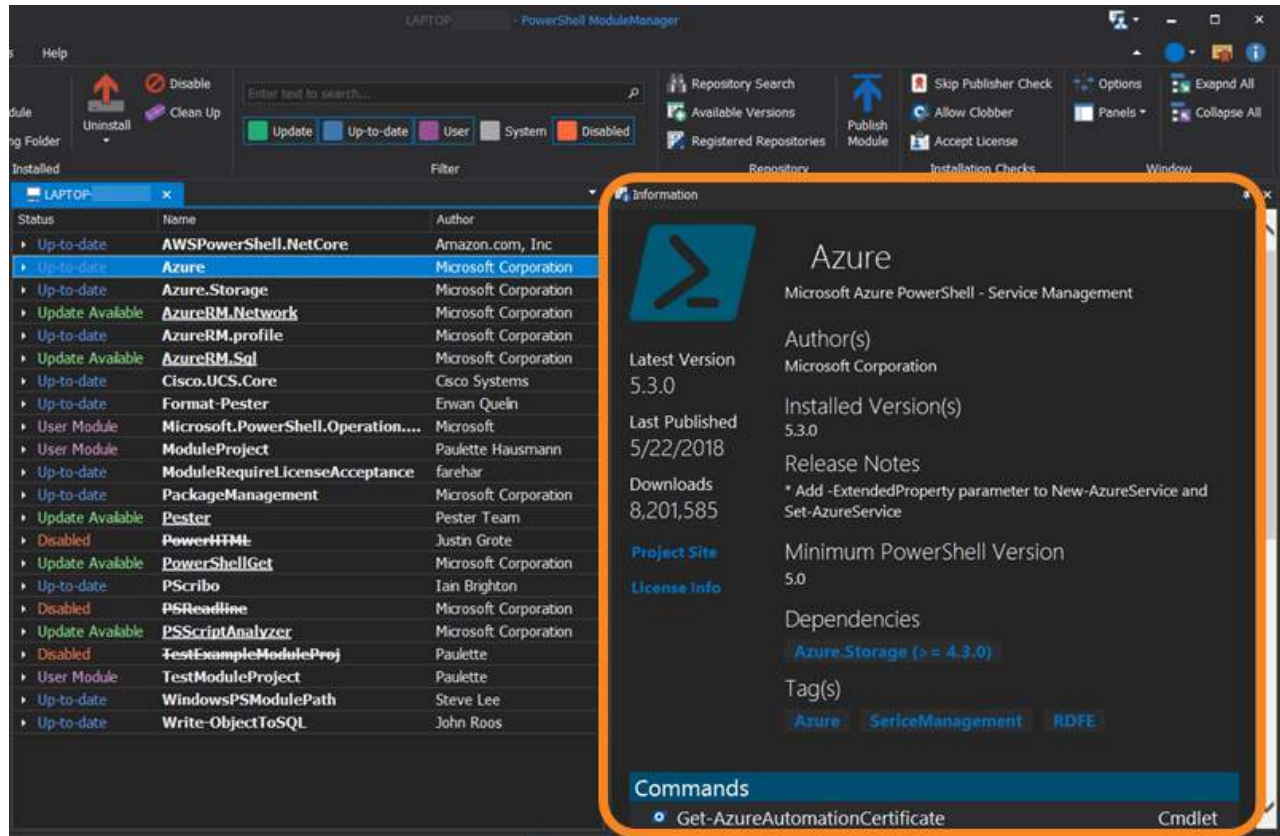 LAPTOP- - PowerShell ModuleManager
s Help
Disable
Clean Up
dule
ng Folder
Uninstall
Installed
Enter text to search...
Update Up-to-date User System Disabled
Filter
Repository Search
Available Versions
Registered Repositories
Publish Module
Repository
Skip Publisher Check
Allow Clobber
Accept License
Installation Checks
Options
Panels
Exapnd All
Collapse All
Window
LAPTOP-
Status Name Author
Up-to-date AWSPowerShell.NetCore Amazon.com, Inc
Up-to-date Azure Microsoft Corporation
Up-to-date Azure.Storage Microsoft Corporation
Update Available AzureRM.Network Microsoft Corporation
Up-to-date AzureRM.profile Microsoft Corporation
Update Available AzureRM.Sql Microsoft Corporation
Up-to-date Cisco.UCS.Core Cisco Systems
Up-to-date Format-Pester Erwan Quelin
User Module Microsoft.PowerShell.Operation.... Microsoft
User Module ModuleProject Paulette Hausmann
Up-to-date ModuleRequireLicenseAcceptance farehar
Up-to-date PackageManagement Microsoft Corporation
Update Available Pester Pester Team
Disabled PowerHTML Justin Grote
Update Available PowerShellGet Microsoft Corporation
Up-to-date PScribo Iain Brighton
Disabled PSReadline Microsoft Corporation
Update Available PSScriptAnalyzer Microsoft Corporation
Disabled TestExampleModuleProj Paulette
User Module TestModuleProject Paulette
Up-to-date WindowsPSModulePath Steve Lee
Up-to-date Write-ObjectToSQL John Roos
Information
Azure
Microsoft Azure PowerShell - Service Management
Latest Version
5.3.0
Last Published
5/22/2018
Downloads
8,201,585
Project Site
License Info
Author(s)
Microsoft Corporation
Installed Version(s)
5.3.0
Release Notes
* Add -ExtendedProperty parameter to New-AzureService and
Set-AzureService
Minimum PowerShell Version
5.0
Dependencies
Azure.Storage (>= 4.3.0)
Tag(s)
Azure SericeManagement RDFE
Commands
Get-AzureAutomationCertificate Cmdlet